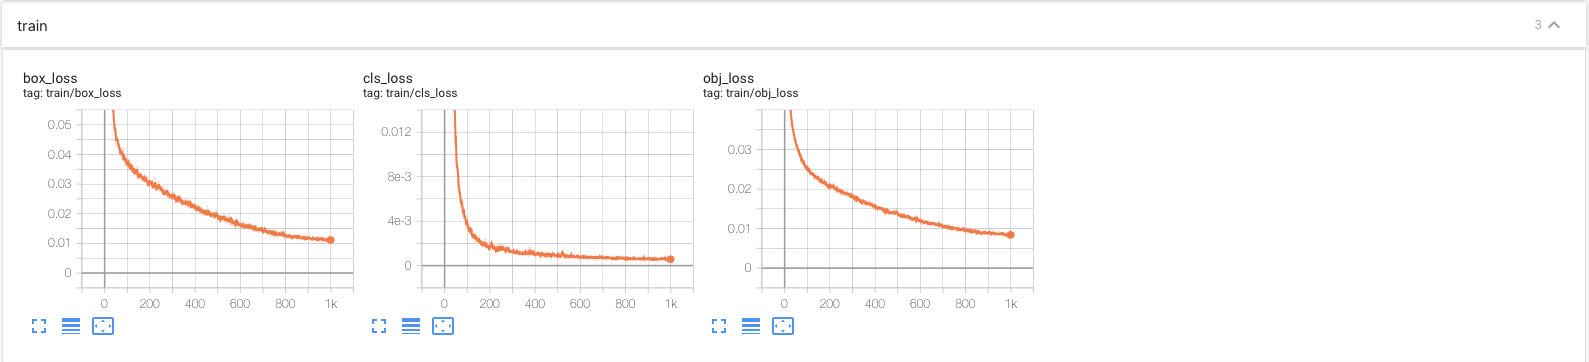 train
3
box_loss
tag: train/box_loss
0.05
0.04
0.03
0.02
0.01
0
0 200 400 600 800 1k
cls_loss
tag: train/cls_loss
0.012
8e-3
4e-3
0
0 200 400 600 800 1k
obj_loss
tag: train/obj_loss
0.03
0.02
0.01
0
0 200 400 600 800 1k